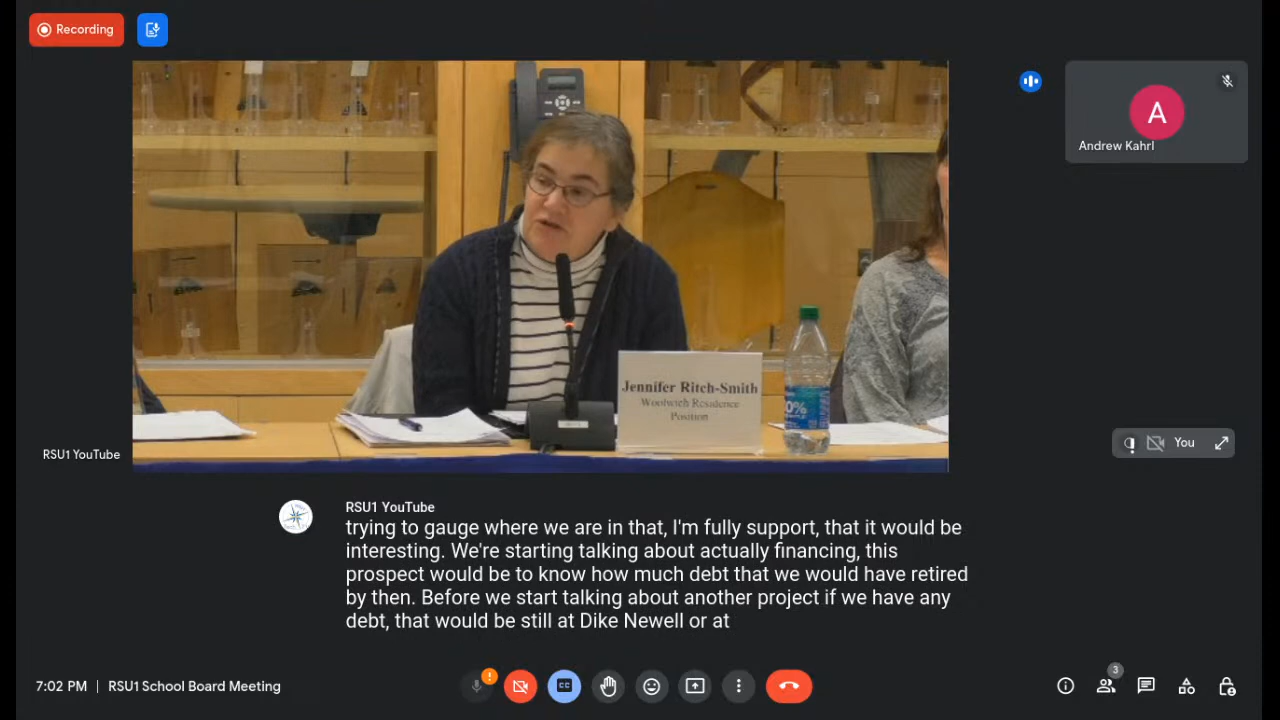 Recording
A
Andrew Kahrl
Jennifer Ritch-Smith
Woolwich Residence
Position
0%
RSU1 YouTube
You
RSU1 YouTube
trying to gauge where we are in that, I'm fully support, that it would be
interesting. We're starting talking about actually financing, this
prospect would be to know how much debt that we would have retired
by then. Before we start talking about another project if we have any
debt, that would be still at Dike Newell or at
7:02 PM | RSU1 School Board Meeting
!
CC
3